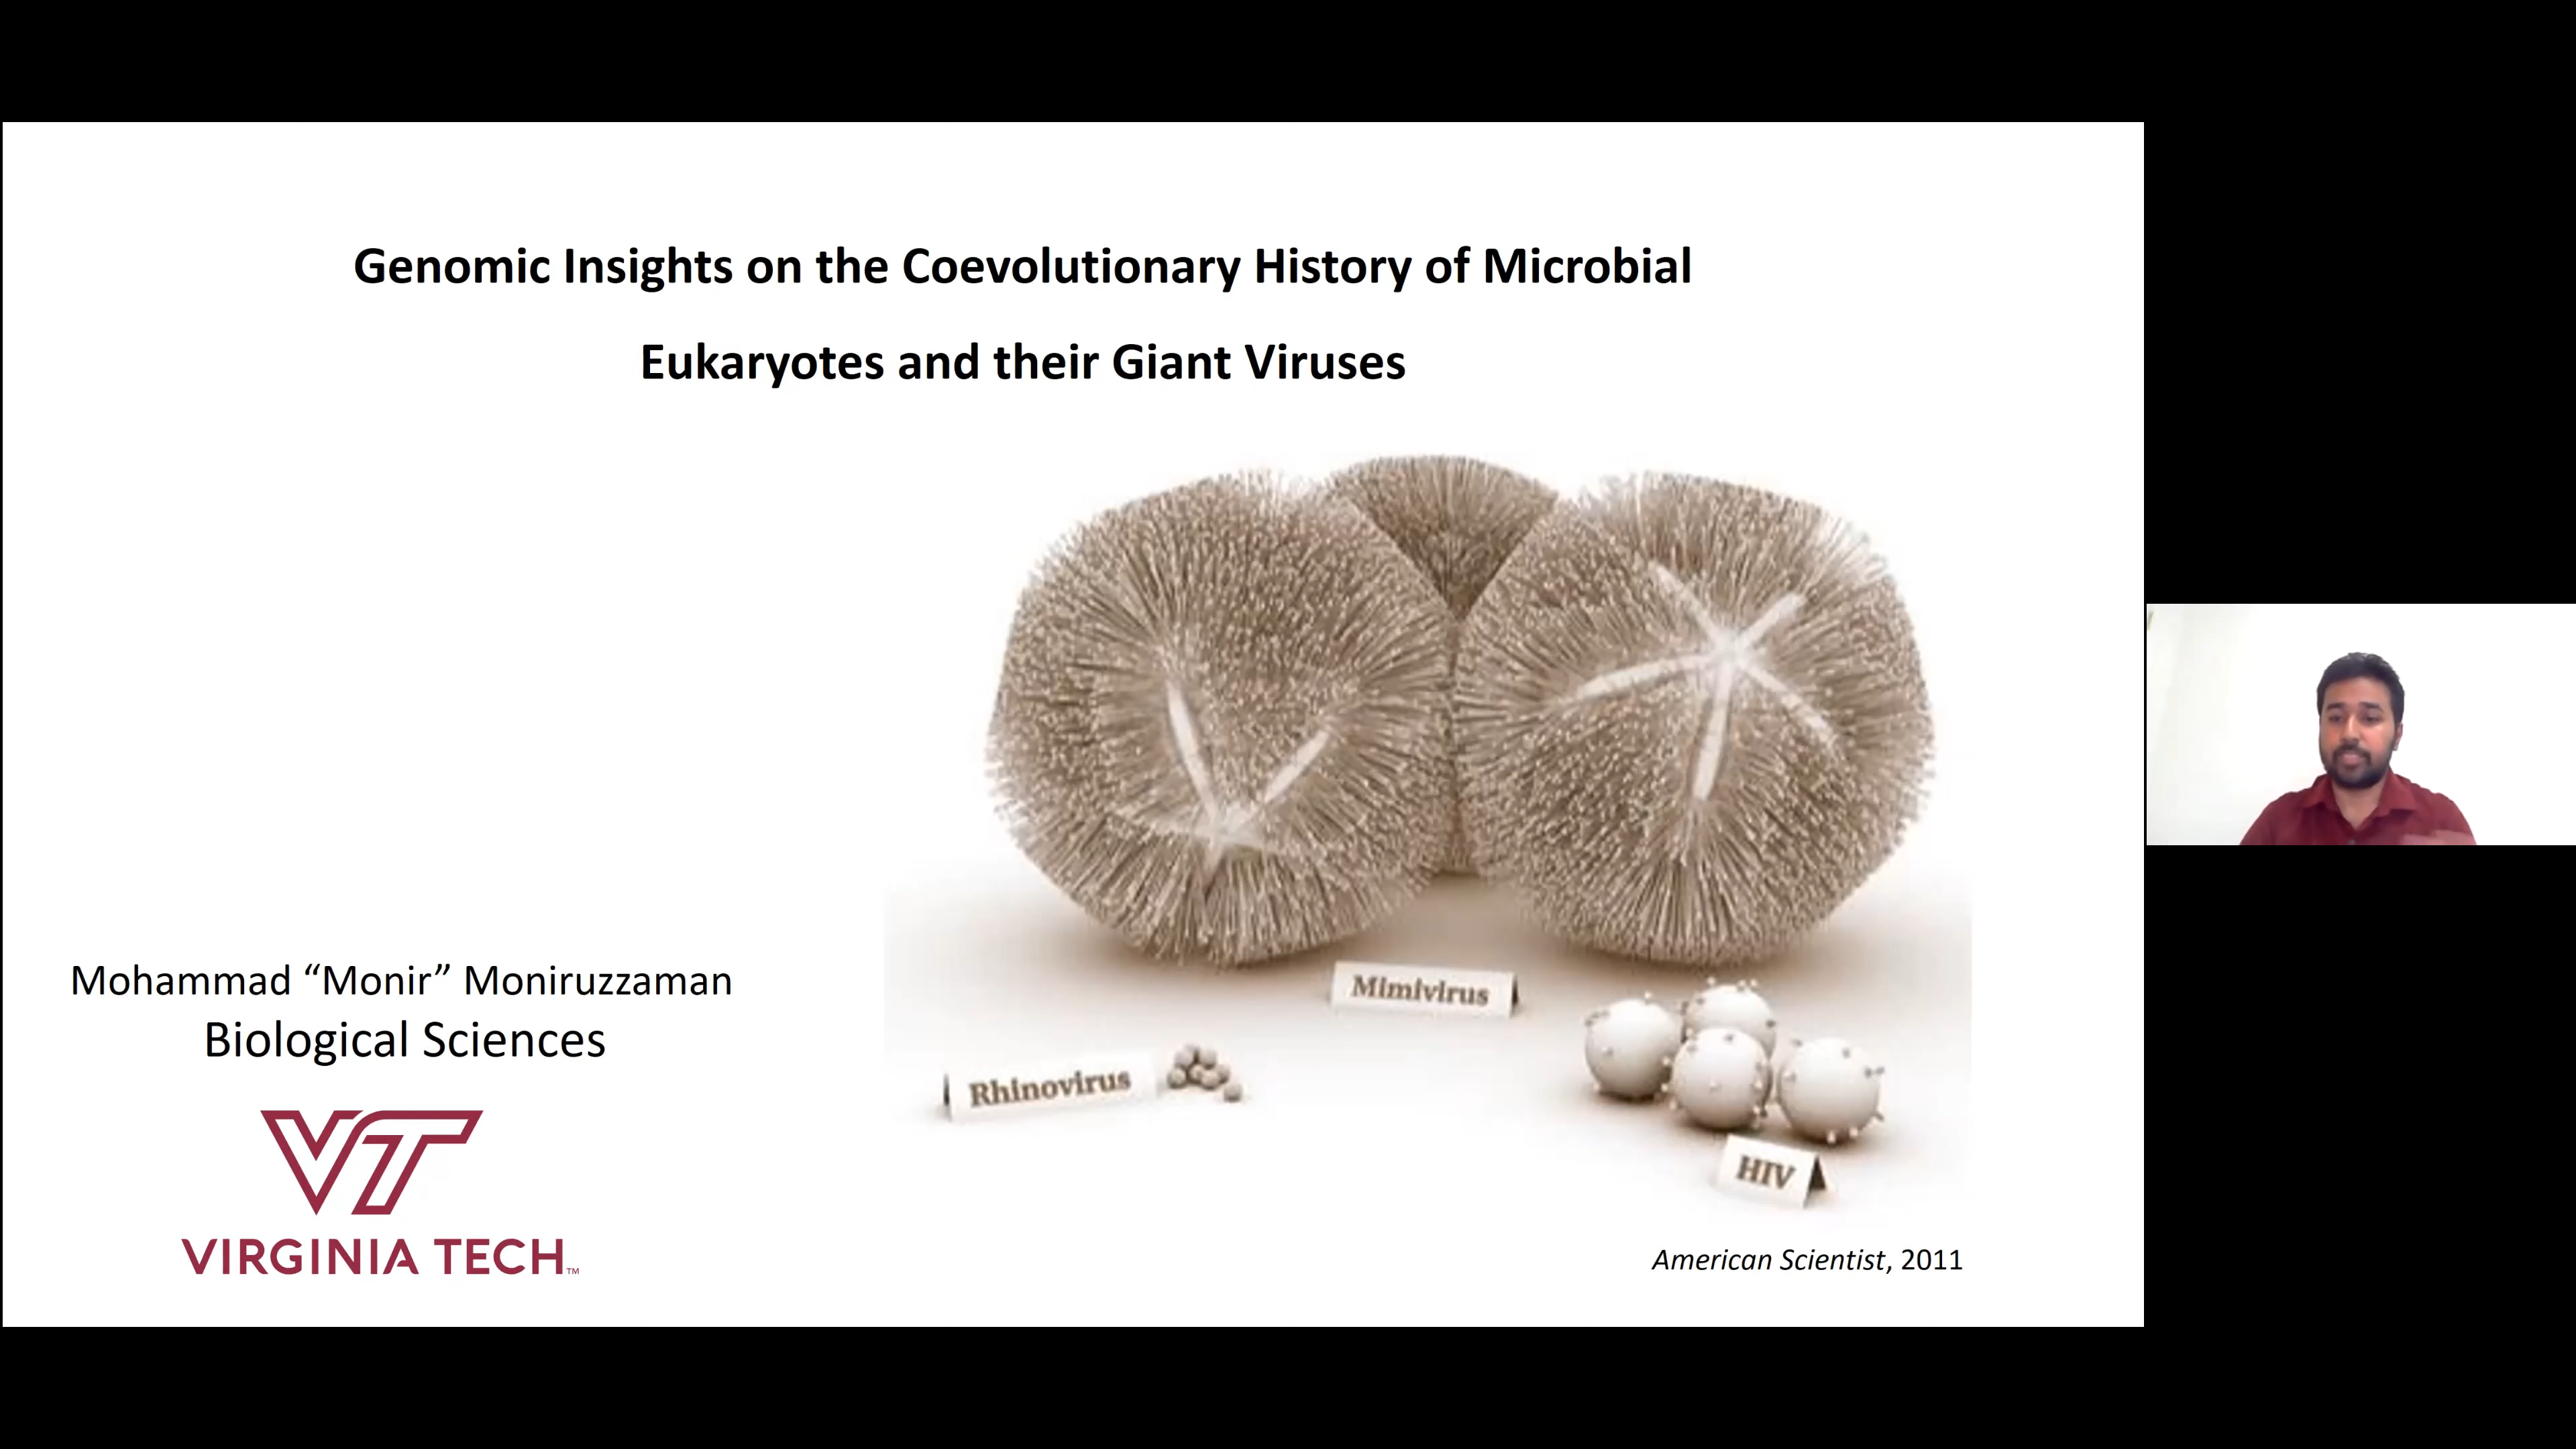 Genomic Insights on the Coevolutionary History of Microbial
Eukaryotes and their Giant Viruses
Mimivirus
Rhinovirus
HIV
Mohammad “Monir” Moniruzzaman
Biological Sciences
VT
VIRGINIA TECH™
American Scientist, 2011